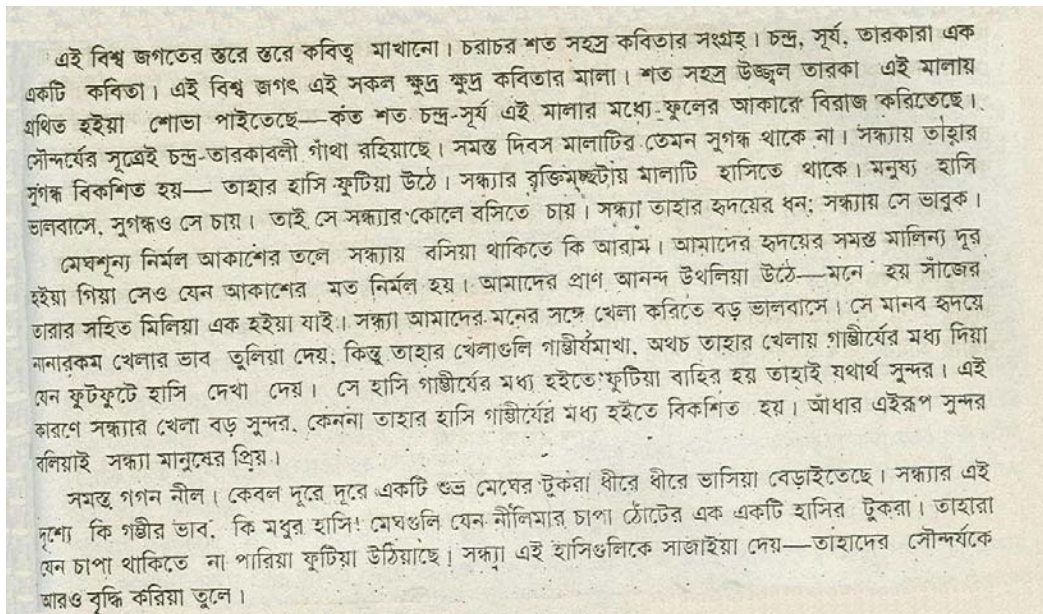 এই বিশ্ব জগতের স্তরে স্তরে কবিত্ব মাখানো। চরাচর শত সহস্র কবিতার সংগ্রহ। চন্দ্র, সূর্য, তারকারা এক
একটি কবিতা। এই বিশ্ব জগৎ এই সকল ক্ষুদ্র ক্ষুদ্র কবিতার মালা। শত সহস্র উজ্জ্বল তারকা এই মালায়
গ্রথিত হইয়া শোভা পাইতেছে—কত শত চন্দ্র-সূর্য এই মালার মধ্যে ফুলের আকারে বিরাজ করিতেছে।
সৌন্দর্যের সূত্রেই চন্দ্র-তারকাবলী গাঁথা রহিয়াছে। সমস্ত দিবস মালাটির তেমন সুগন্ধ থাকে না। সন্ধ্যায় তাহার
সুগন্ধ বিকশিত হয়— তাহার হাসি ফুটিয়া উঠে। সন্ধ্যার মালাটি হাসিতে থাকে। মনুষ্য হাসি
ভালবাসে, সুগন্ধও সে চায়। তাই সে সন্ধ্যার কোলে বসিতে চায়। সন্ধ্যা তাহার হৃদয়ের ধন; সন্ধ্যায় সে ভাবুক।
মেঘশূন্য নির্মল আকাশের তলে সন্ধ্যায় বসিয়া থাকিতে কি আরাম। আমাদের হৃদয়ের সমস্ত মালিন্য দূর
হইয়া গিয়া সেও যেন আকাশের মত নির্মল হয়। আমাদের প্রাণ আনন্দ উথলিয়া উঠে—মনে হয় সাঁজের
তারার সহিত মিলিয়া এক হইয়া যাই। সন্ধ্যা আমাদের মনের সঙ্গে খেলা করিতে বড় ভালবাসে। সে মানব হৃদয়ে
নানারকম খেলার ভাব তুলিয়া দেয়; কিন্তু তাহার খেলাগুলি গাম্ভীর্যমাখা, অথচ তাহার খেলায় গাম্ভীর্যের মধ্য দিয়া
যেন ফুটফুটে হাসি দেখা দেয়। সে হাসি গাম্ভীর্যের মধ্য হইতে ফুটিয়া বাহির হয় তাহাই যথার্থ সুন্দর। এই
কারণে সন্ধ্যার খেলা বড় সুন্দর, কেননা তাহার হাসি গাম্ভীর্যের মধ্য হইতে বিকশিত হয়। আঁধার এইরূপ সুন্দর
বলিয়াই সন্ধ্যা মানুষের প্রিয়।
সমস্ত গগন নীল। কেবল দূরে দূরে একটি শুভ্র মেঘের টুকরা ধীরে ধীরে ভাসিয়া বেড়াইতেছে। সন্ধ্যার এই
দৃশ্যে কি গম্ভীর ভাব, কি মধুর হাসি! মেঘগুলি যেন নীলিমার চাপা ঠোঁটের এক একটি হাসির টুকরা। তাহারা
যেন চাপা থাকিতে না পারিয়া ফুটিয়া উঠিয়াছে। সন্ধ্যা এই হাসিগুলিকে সাজাইয়া দেয়—তাহাদের সৌন্দর্যকে
আরও বৃদ্ধি করিয়া তুলে।